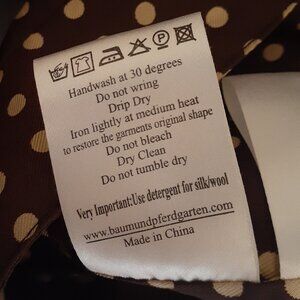 Handwash at 30 degrees
Do not wring
Drip Dry
Iron lightly at medium heat
to restore the garments original shape
Do not bleach
Dry Clean
Do not tumble dry
Very Important:Use detergent for silk/wool
www.baumundpferdgarten.com/
Made in China